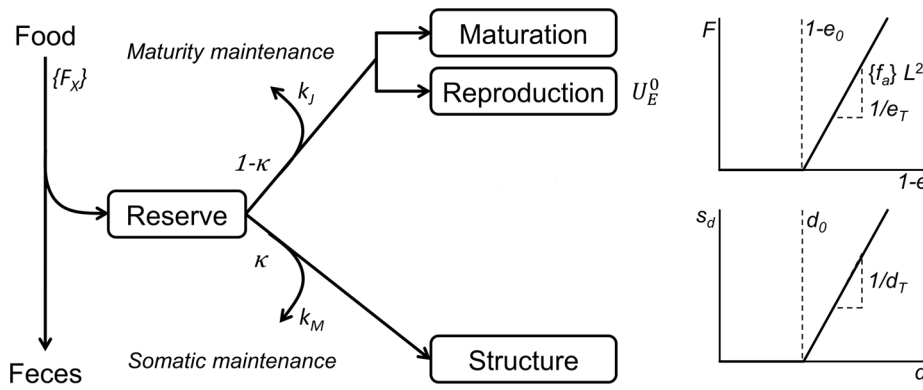 Food
{F_X}
Maturity maintenance
k_J
1-κ
Reserve
κ
k_M
Somatic maintenance
Feces
Maturation
Reproduction
U_E^0
Structure
F
1-e_0
{f_a} L^2
1/e_T
1-e
s_d
d_0
1/d_T